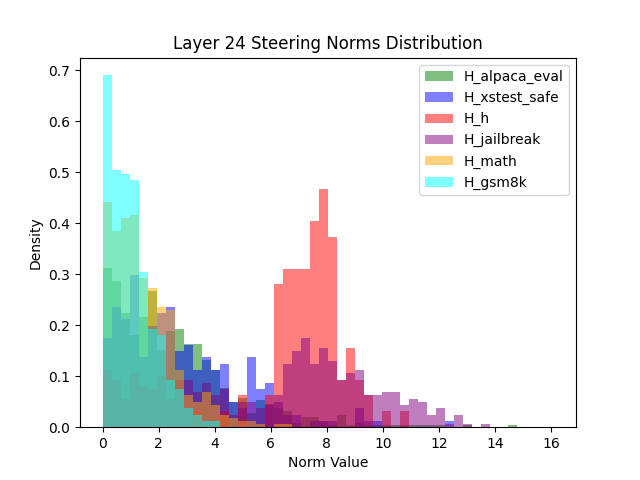 Layer 24 Steering Norms Distribution
H_alpaca_eval
H_xstest_safe
H_h
H_jailbreak
H_math
H_gsm8k
Density
0.7
0.6
0.5
0.4
0.3
0.2
0.1
0.0
0 2 4 6 8 10 12 14 16
Norm Value